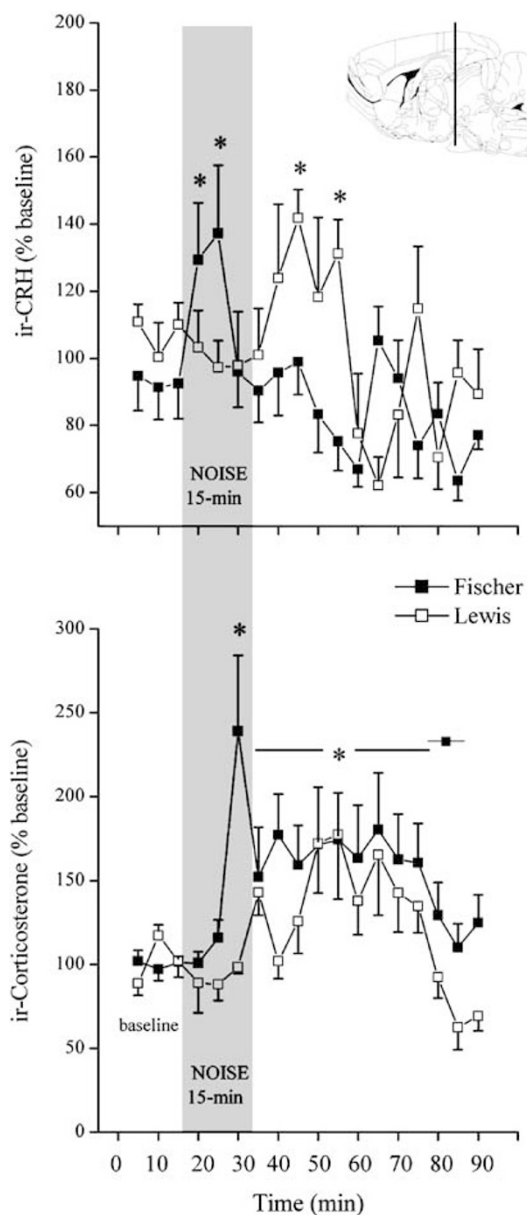 200
180
160
140
120
100
80
60
ir-CRH (% baseline)
* * * *
NOISE
15-min
Fischer
Lewis
300
250
200
150
100
50
0
ir-Corticosterone (% baseline)
* *
baseline
NOISE
15-min
0 10 20 30 40 50 60 70 80 90
Time (min)